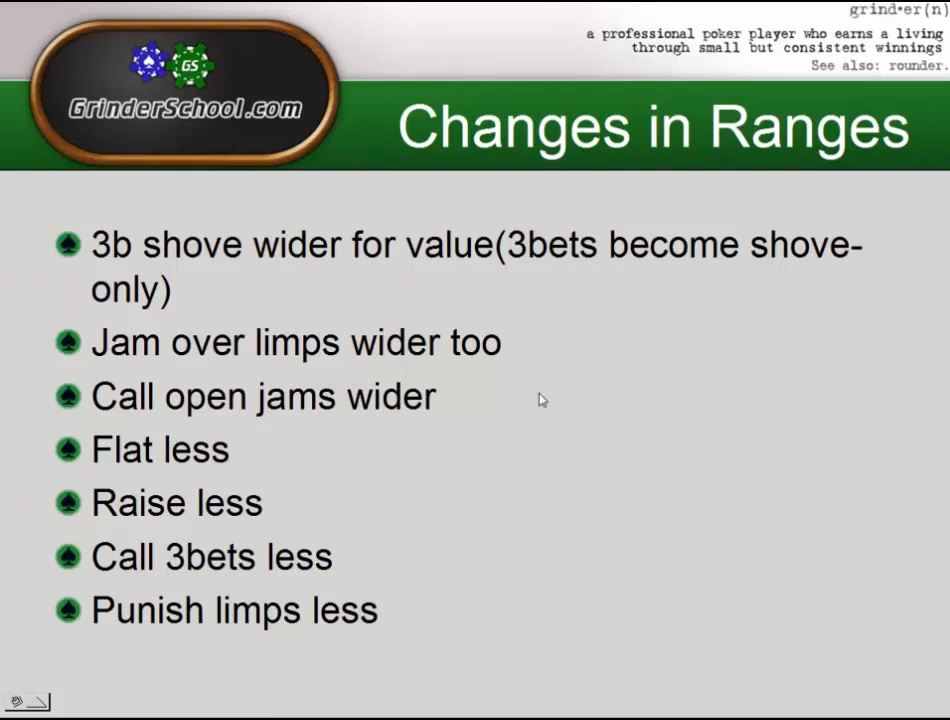 grind•er(n)
a professional poker player who earns a living
through small but consistent winnings
See also: rounder.
GS
GrinderSchool.com
Changes in Ranges
3b shove wider for value(3bets become shove-
only)
Jam over limps wider too
Call open jams wider
Flat less
Raise less
Call 3bets less
Punish limps less